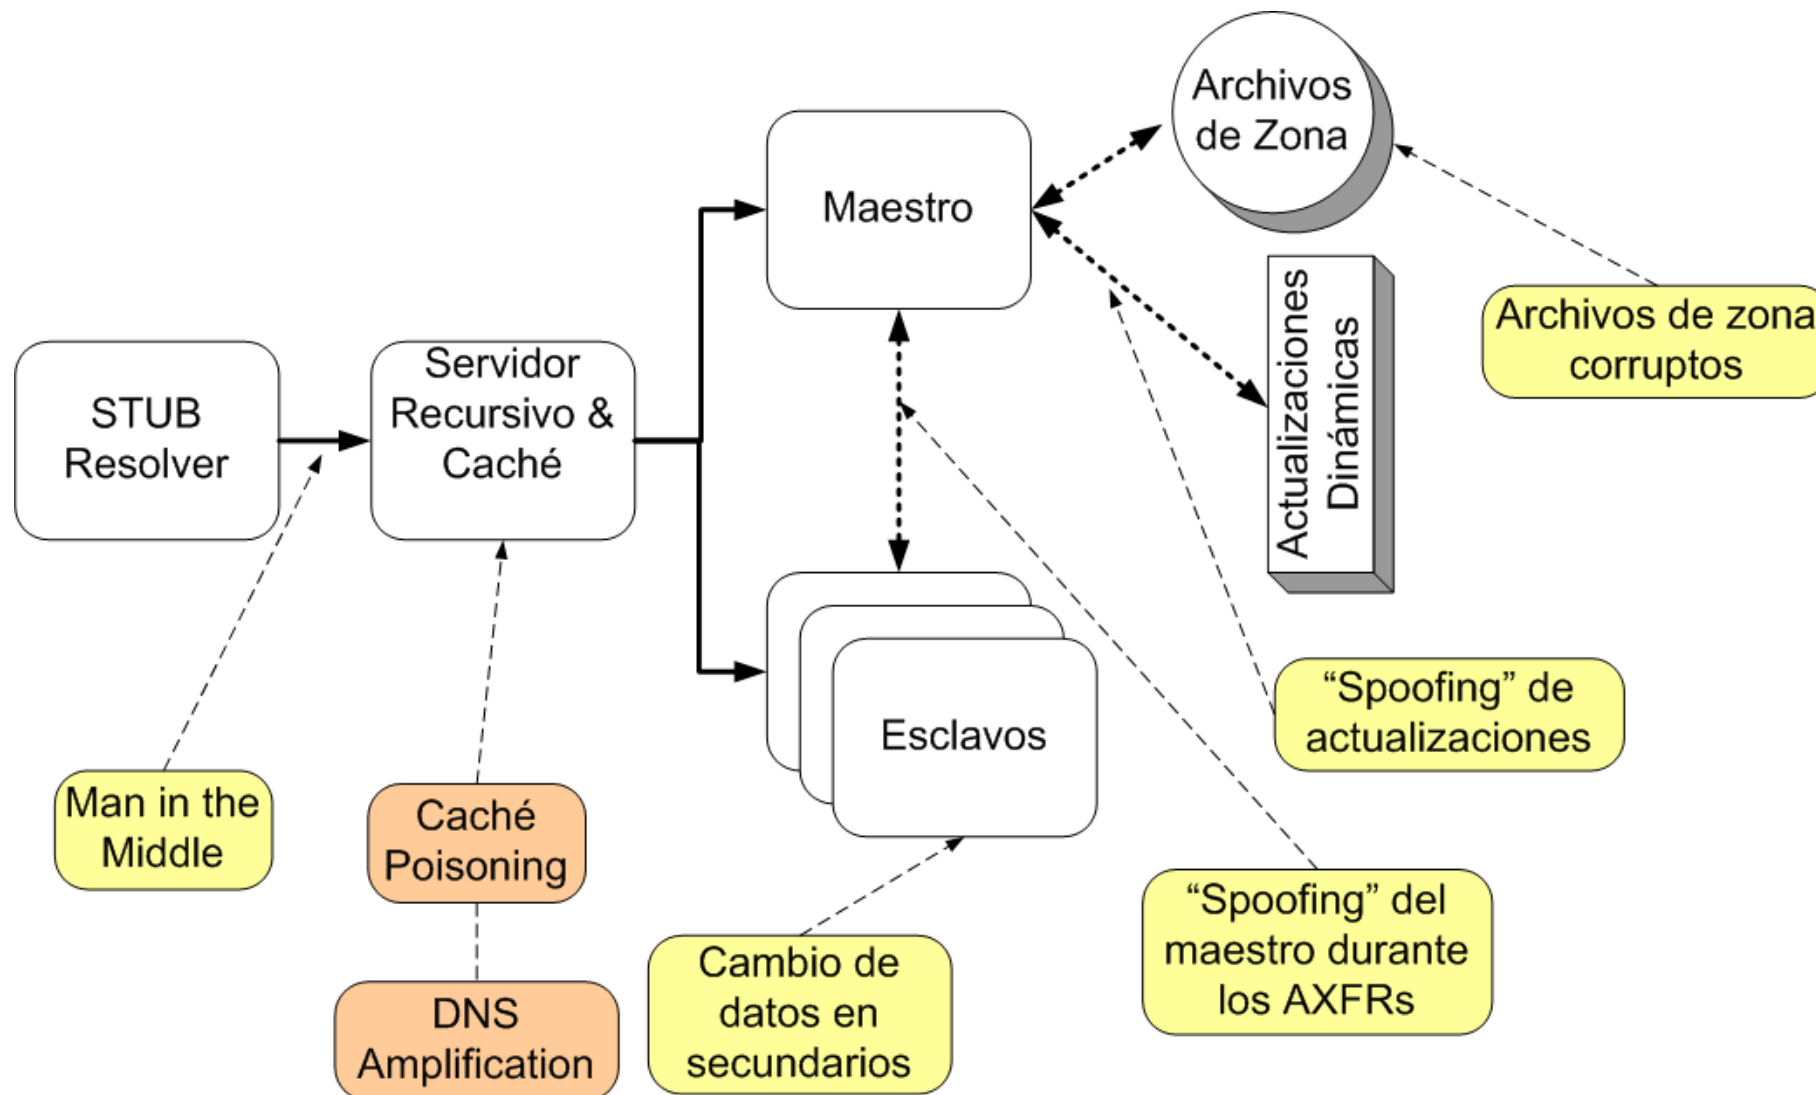 Archivos
de Zona
Maestro
Actualizaciones
Dinámicas
Archivos de zona
corruptos
STUB
Resolver
Servidor
Recursivo &
Caché
Esclavos
“Spoofing” de
actualizaciones
Man in the
Middle
Caché
Poisoning
DNS
Amplification
Cambio de
datos en
secundarios
“Spoofing” del
maestro durante
los AXFRs